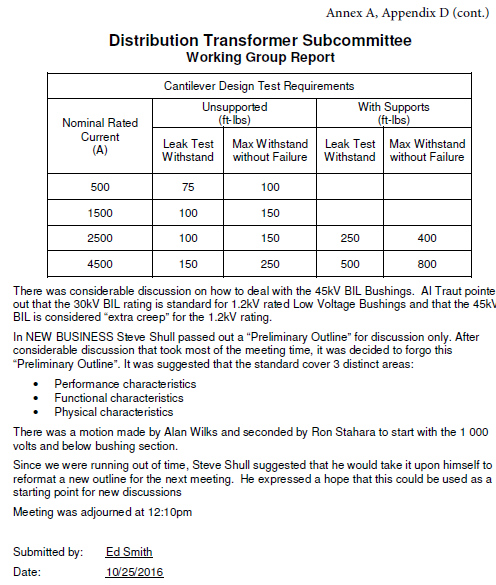 Annex A, Appendix D (cont.)
Distribution Transformer Subcommittee
Working Group Report
Cantilever Design Test Requirements
Nominal Rated Current (A) Unsupported (ft-lbs) With Supports (ft-lbs)
Leak Test Withstand Max Withstand without Failure Leak Test Withstand Max Withstand without Failure
500 75 100
1500 100 150
2500 100 150 250 400
4500 150 250 500 800
There was considerable discussion on how to deal with the 45kV BIL Bushings. Al Traut pointe
out that the 30kV BIL rating is standard for 1.2kV rated Low Voltage Bushings and that the 45kV
BIL is considered “extra creep” for the 1.2kV rating.
In NEW BUSINESS Steve Shull passed out a “Preliminary Outline” for discussion only. After
considerable discussion that took most of the meeting time, it was decided to forgo this
“Preliminary Outline”. It was suggested that the standard cover 3 distinct areas:
• Performance characteristics
• Functional characteristics
• Physical characteristics
There was a motion made by Alan Wilks and seconded by Ron Stahara to start with the 1 000
volts and below bushing section.
Since we were running out of time, Steve Shull suggested that he would take it upon himself to
reformat a new outline for the next meeting. He expressed a hope that this could be used as a
starting point for new discussions
Meeting was adjourned at 12:10pm
Submitted by: Ed Smith
Date: 10/25/2016